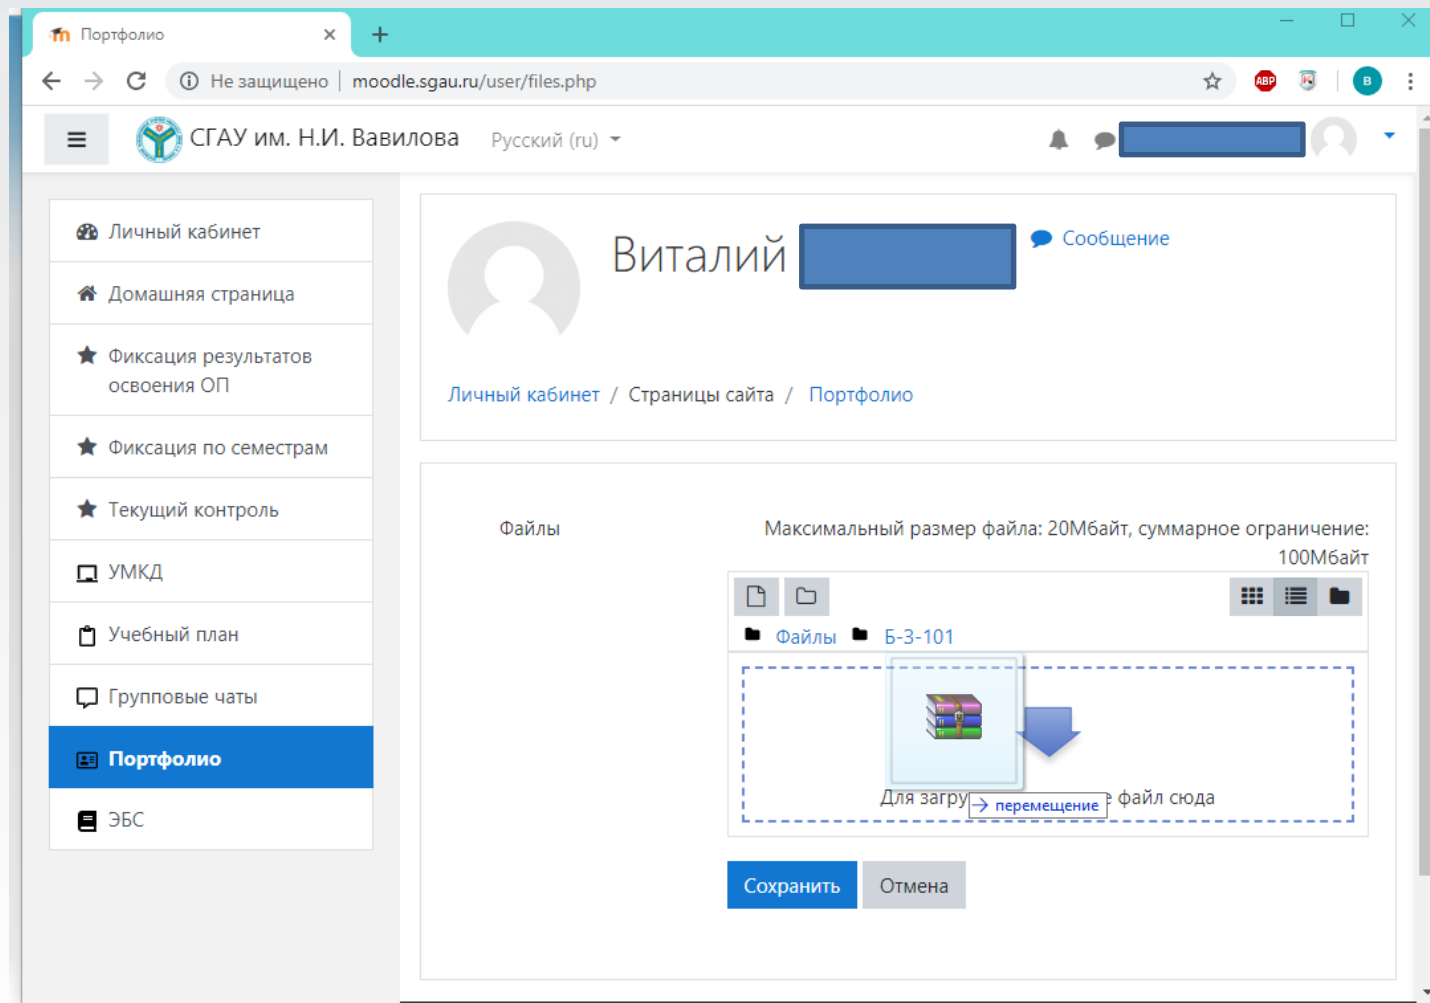 Портфолио
Не защищено | moodle.sgau.ru/user/files.php
ABP
B
СГАУ им. Н.И. Вавилова
Русский (ru)
Личный кабинет
Домашняя страница
Фиксация результатов
освоения ОП
Фиксация по семестрам
Текущий контроль
УМКД
Учебный план
Групповые чаты
Портфолио
ЭБС
Виталий
Сообщение
Личный кабинет / Страницы сайта / Портфолио
Файлы
Максимальный размер файла: 20Мбайт, суммарное ограничение:
100Мбайт
Файлы Б-3-101
Для загру файл сюда
→ перемещение
Сохранить Отмена